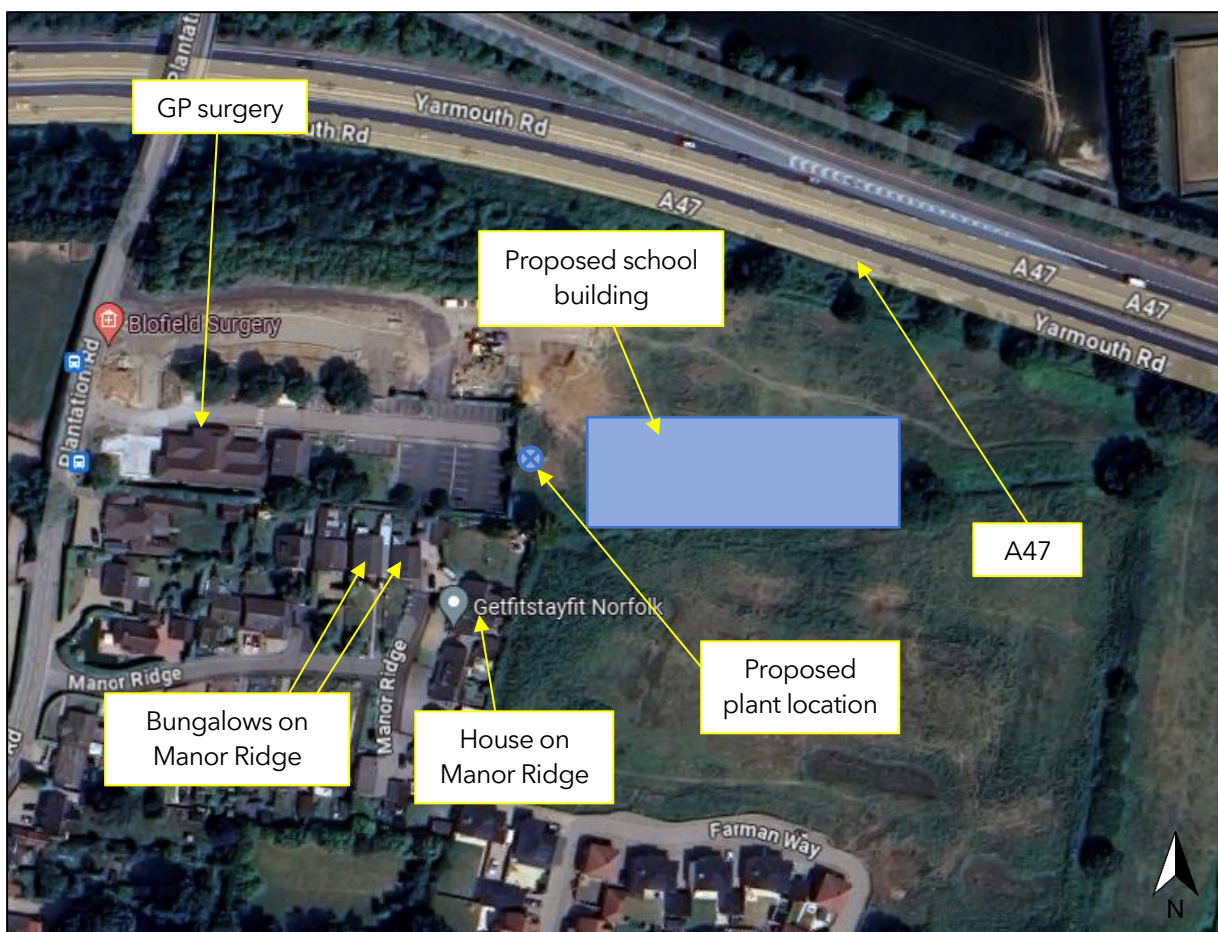 Plantati
GP surgery
Yarmouth Rd
mouth Rd
A47
Proposed school
building
A47
A47
Yarmouth Rd
Blofield Surgery
Plantation Rd
A47
Getfitstayfit Norfolk
Manor Ridge
Manor Ridge
Proposed
plant location
Bungalows on
Manor Ridge
House on
Manor Ridge
Rd
Farman Way
N